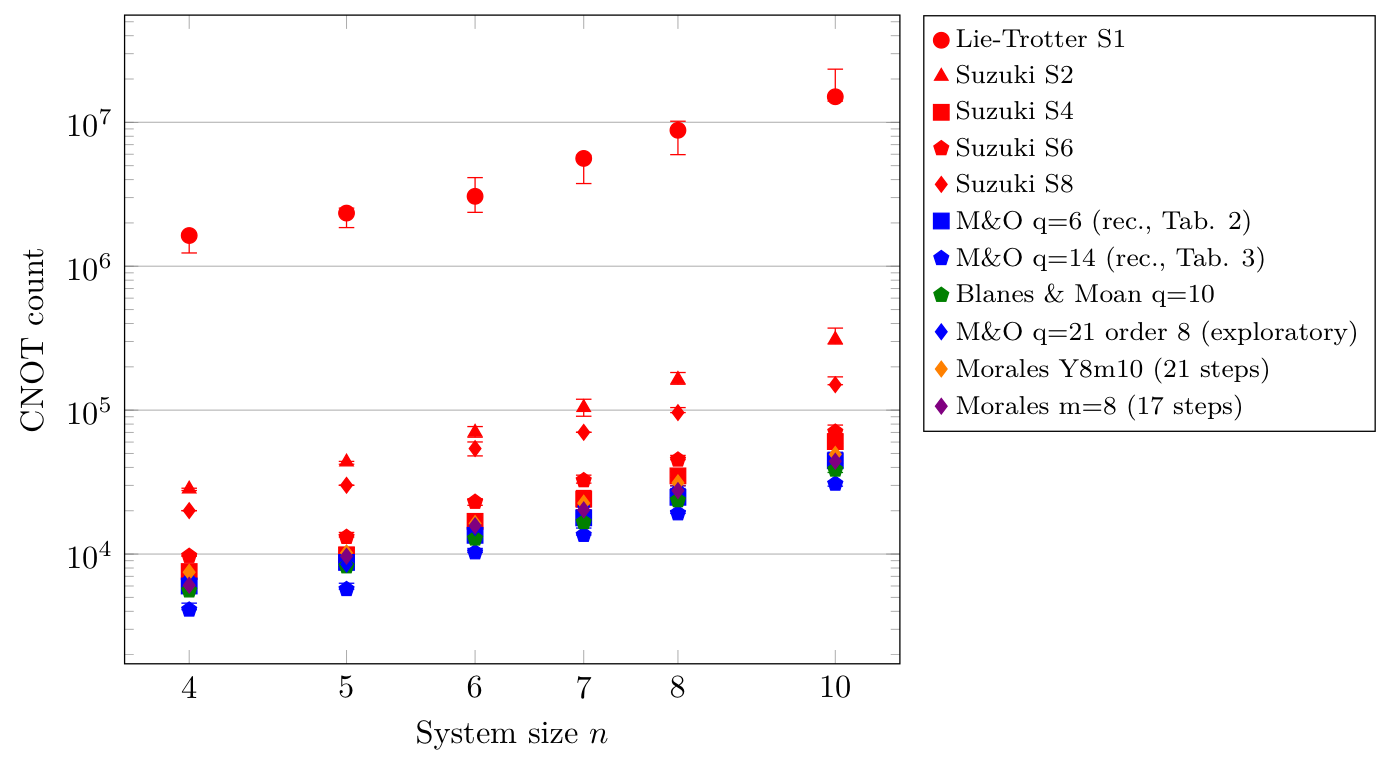 CNOT count
10^7
10^6
10^5
10^4
4 5 6 7 8 10
System size n
Lie-Trotter S1
Suzuki S2
Suzuki S4
Suzuki S6
Suzuki S8
M&O q=6 (rec., Tab. 2)
M&O q=14 (rec., Tab. 3)
Blanes & Moan q=10
M&O q=21 order 8 (exploratory)
Morales Y8m10 (21 steps)
Morales m=8 (17 steps)